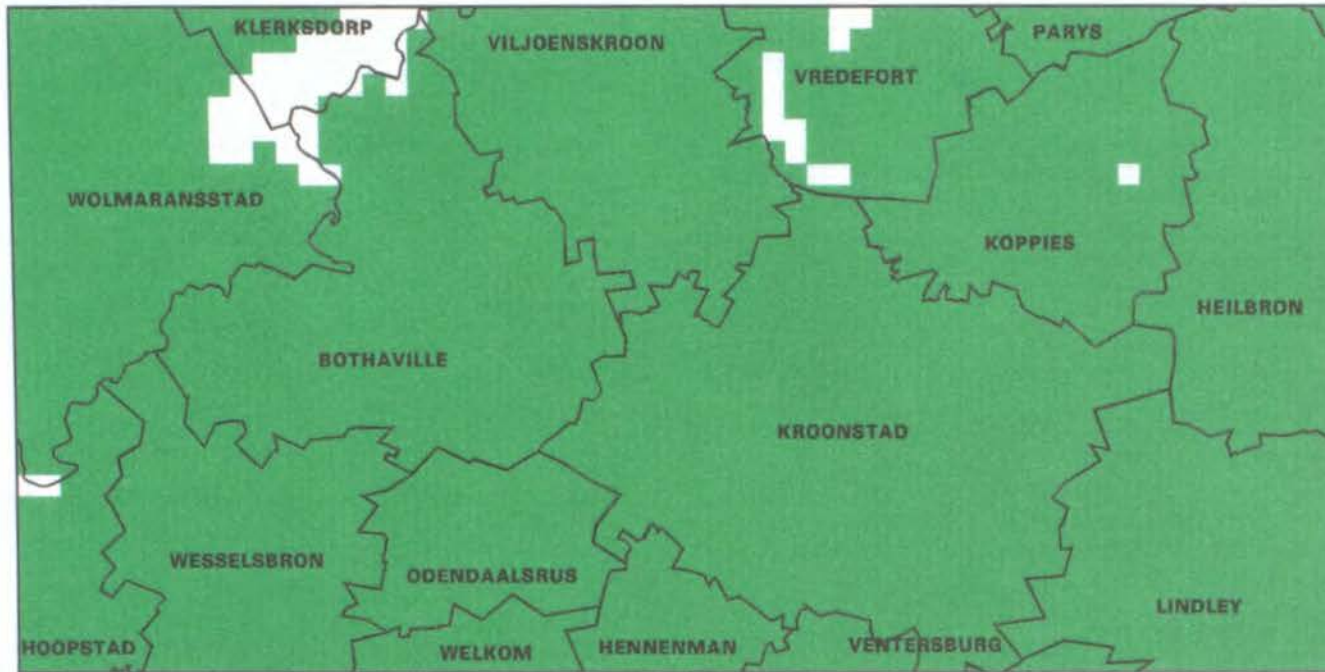 KLERKSDORP
VILJOENSKROON
VREDEFORT
PARYS
WOLMARANSSTAD
KOPPIES
HEILBRON
BOTHAVILLE
KROONSTAD
WESSELSBRON
ODENDAALSRUS
LINDLEY
HOOPSTAD
WELKOM
HENNENMAN
VENTERSBURG